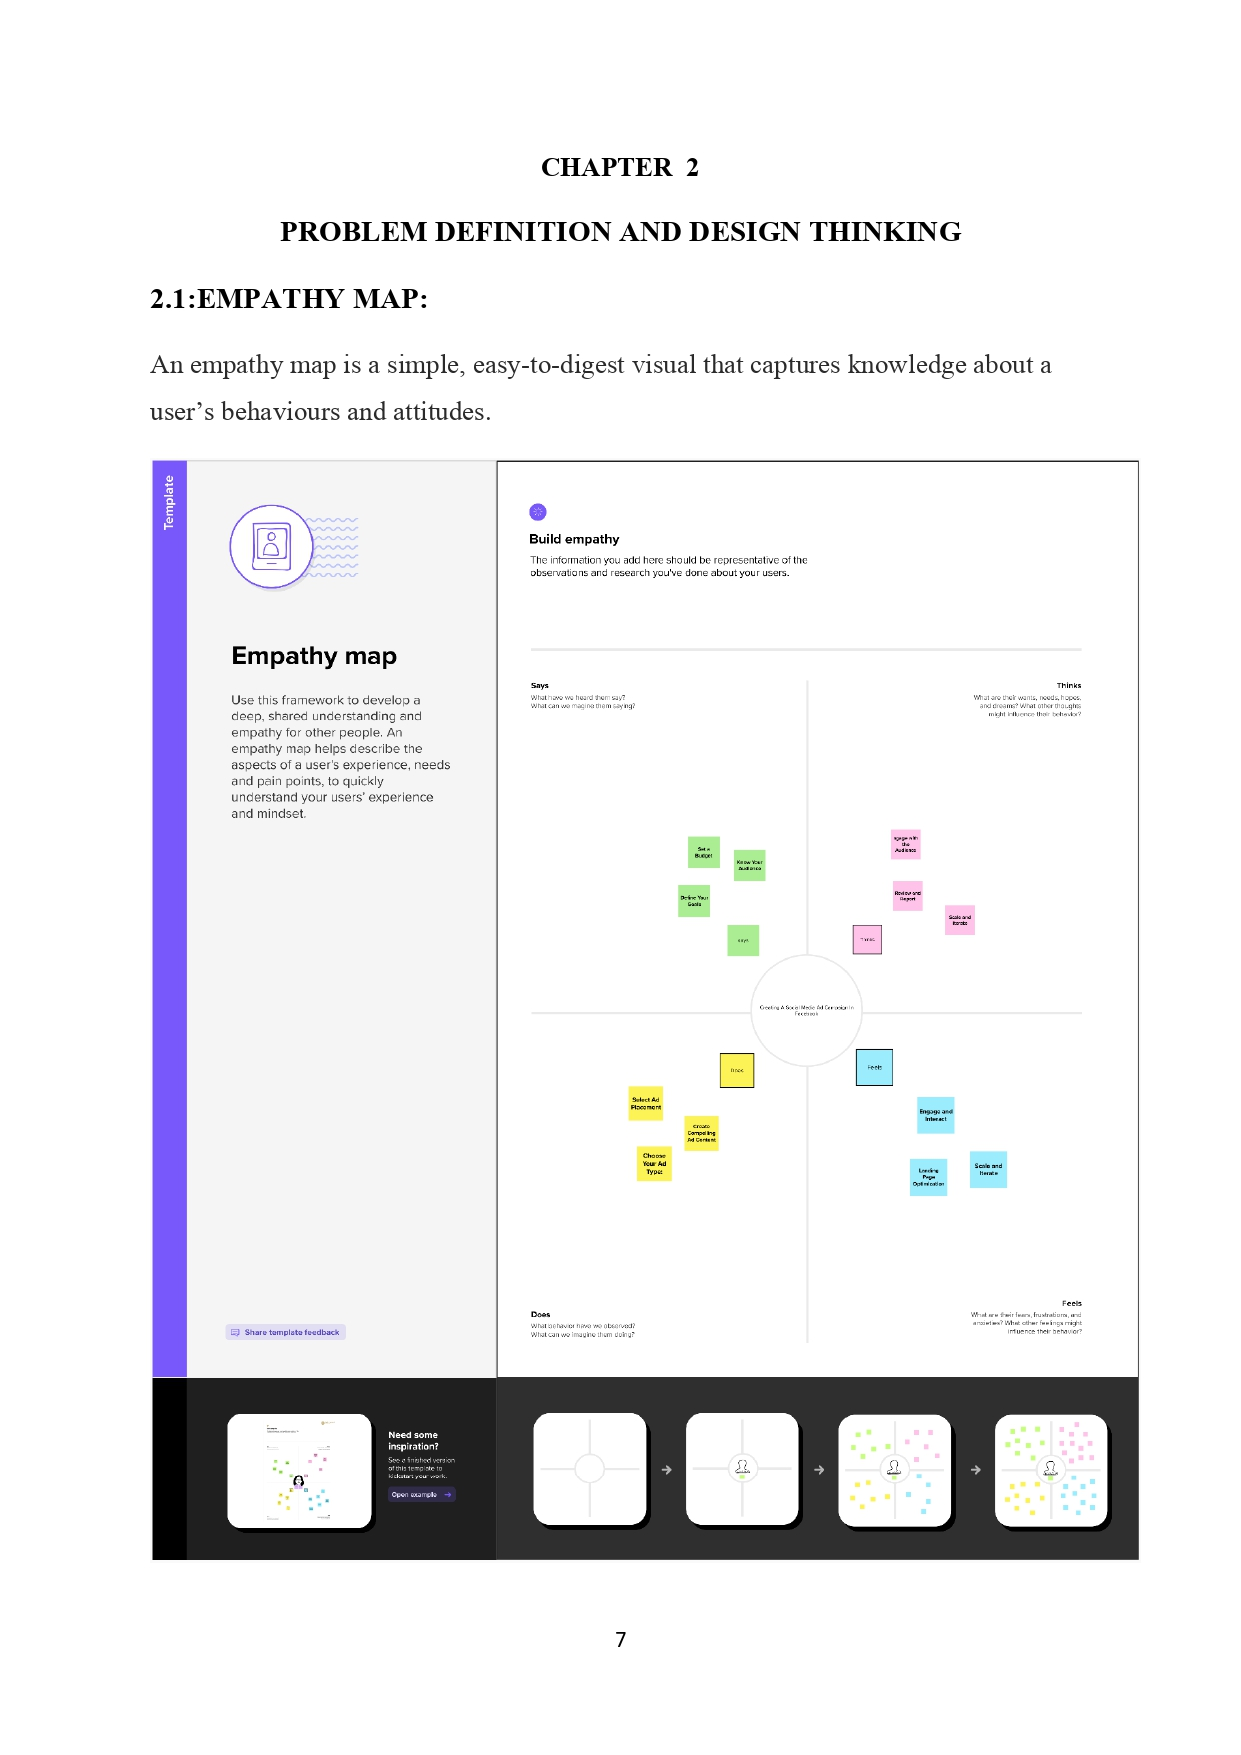 CHAPTER 2
PROBLEM DEFINITION AND DESIGN THINKING
2.1:EMPATHY MAP:
An empathy map is a simple, easy-to-digest visual that captures knowledge about a
user's behaviours and attitudes.
Template
Empathy map
Use this framework to develop a
deep, shared understanding and
empathy for other people. An
empathy map helps describe the
aspects of a user's experience, needs
and pain points, to quickly
understand your users' experience
and mindset.
Share template feedback
Build empathy
The information you add here should be representative of the
observations and research you've done about your users.
Says
What have we heard them say?
What can we imagine them saying?
Thinks
What are their wants, needs, hopes,
and dreams? What other thoughts
might influence their behavior?
Set a
Budget
Know Your
Audience
Define Your
Goals
Says
ngage with
the
Audience
Review and
Report
Scale and
Iterate
Thinks
Creating A Social Media Ad Campaign In
Facebook
Does
Select Ad
Placement
Create
Compelling
Ad Content
Choose
Your Ad
Type:
Feels
Engage and
Interact
Landing
Page
Optimization
Scale and
Iterate
Does
What behavior have we observed?
What can we imagine them doing?
Feels
What are their fears, frustrations, and
anxieties? What other feelings might
influence their behavior?
Need some
inspiration?
See a finished version
of this template to
kickstart your work.
Open example
7